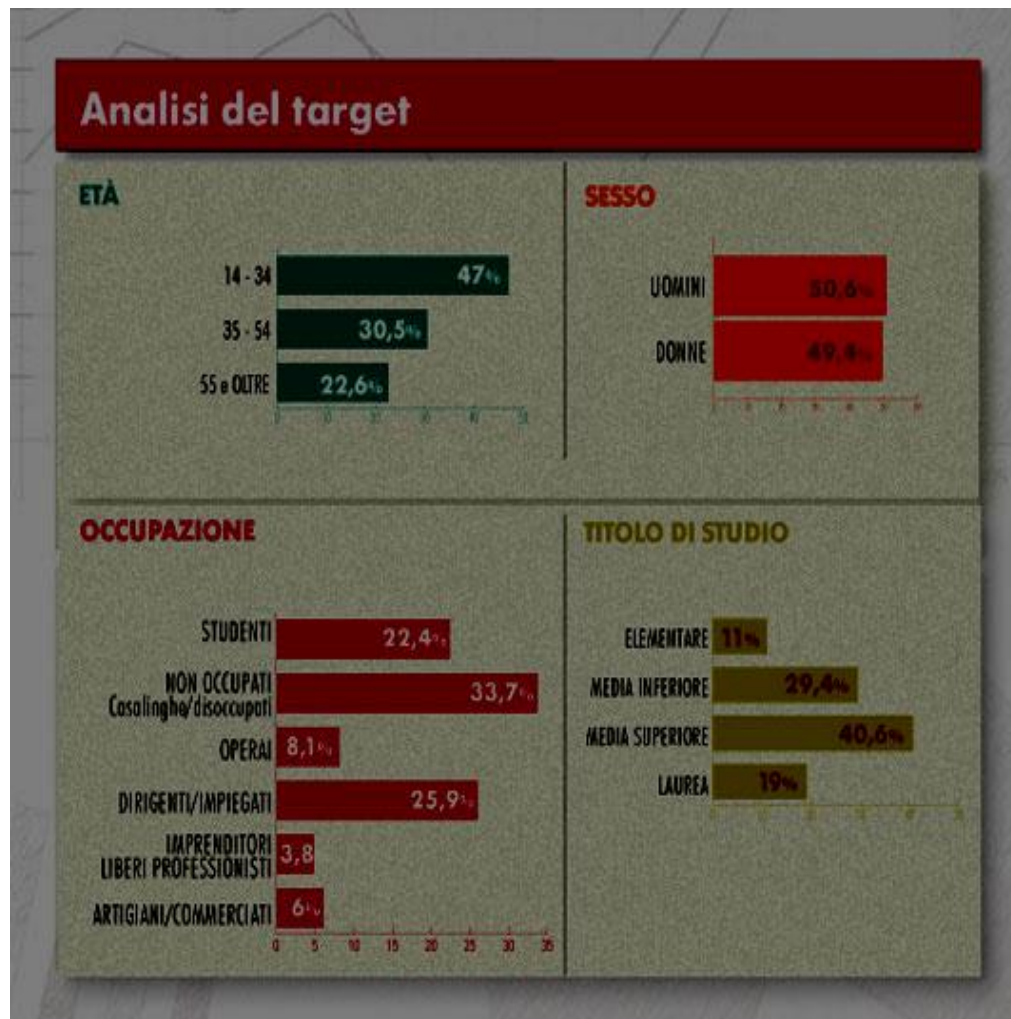 Analisi del target
ETÀ
14 - 34 47%
35 - 54 30,5%
55 e OLTRE 22,6%
SESSO
UOMINI 50,6%
DONNE 49,4%
OCCUPAZIONE
STUDENTI 22,4%
NON OCCUPATI
Casalinghe/disoccupati 33,7%
OPERAI 8,1%
DIRIGENTI/IMPIEGATI 25,9%
IMPRENDITORI
LIBERI PROFESSIONISTI 3,8
ARTIGIANI/COMMERCIATI 6%
0 5 10 15 20 25 30 35
TITOLO DI STUDIO
ELEMENTARE 11%
MEDIA INFERIORE 29,4%
MEDIA SUPERIORE 40,6%
LAUREA 19%